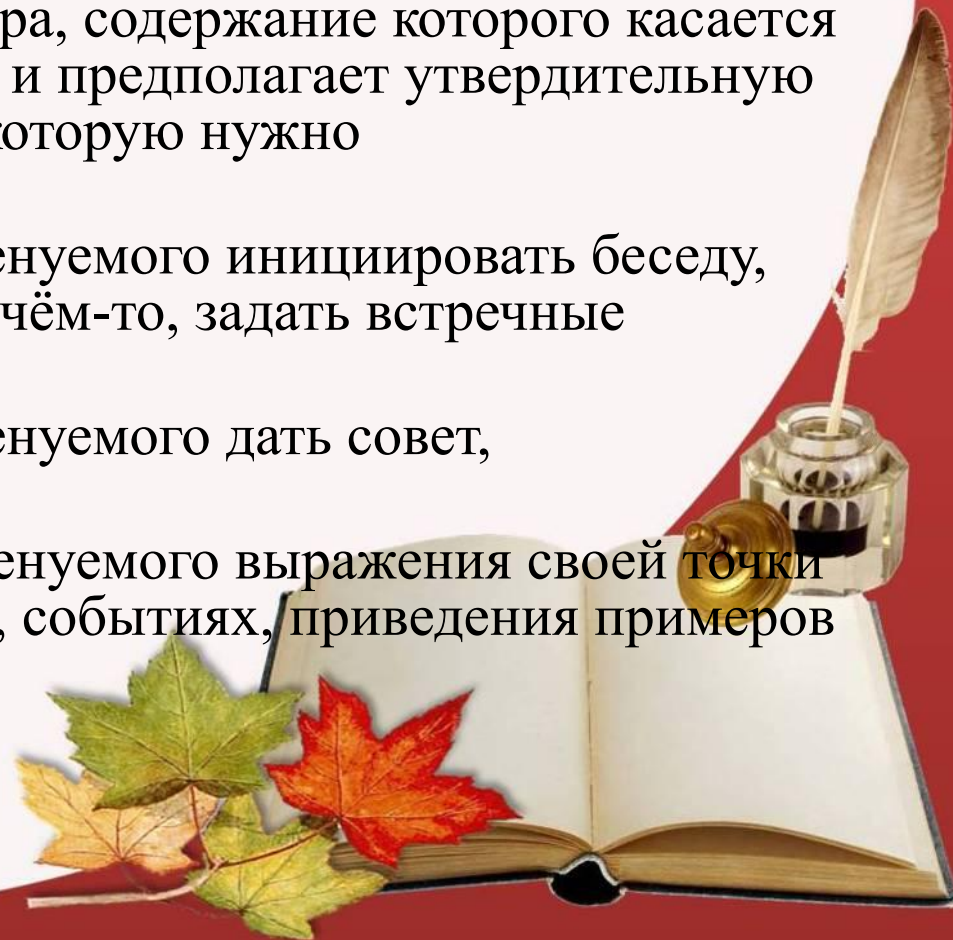 ра, содержание которого касается
и предполагает утвердительную
которую нужно
енуемого инициировать беседу,
чём-то, задать встречные
енуемого дать совет,
енуемого выражения своей точки
, событиях, приведения примеров